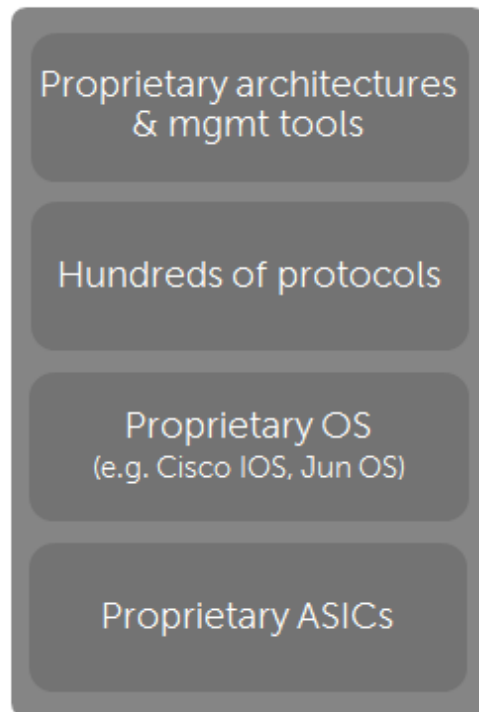 Proprietary architectures
& mgmt tools
Hundreds of protocols
Proprietary OS
(e.g. Cisco IOS, Jun OS)
Proprietary ASICs